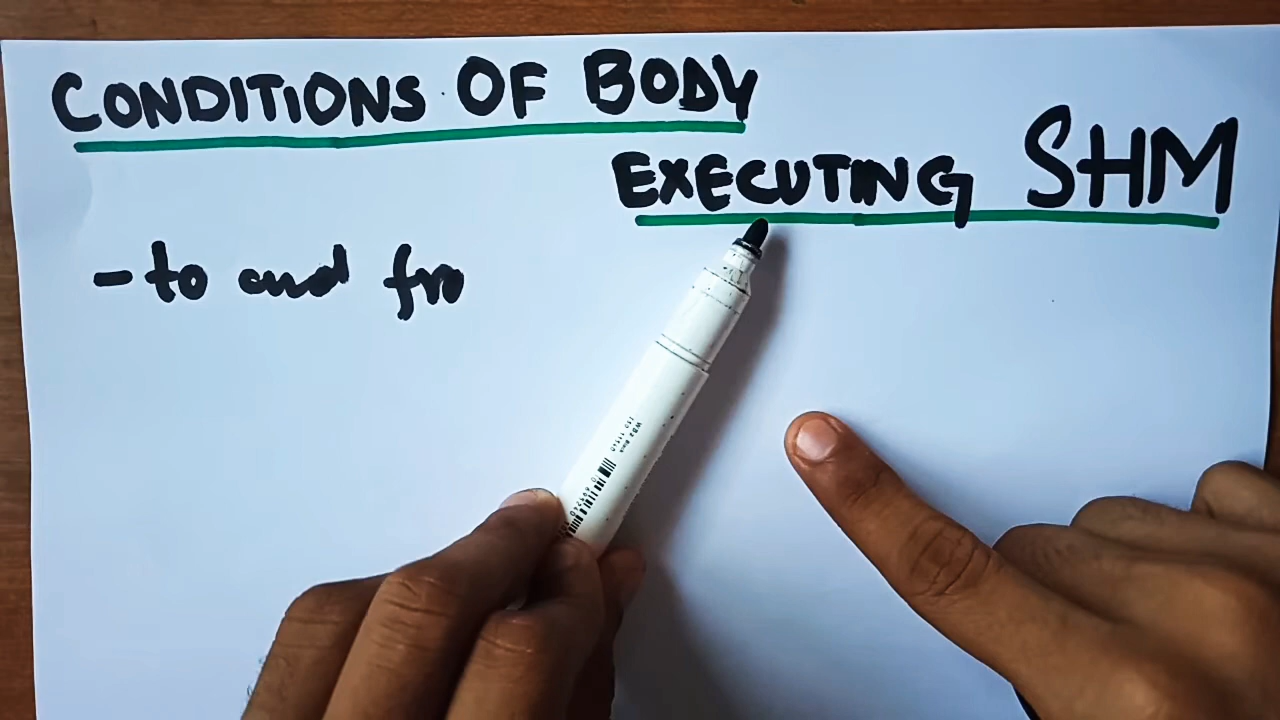 CONDITIONS OF BODY
EXECUTING SHM
- to and fro